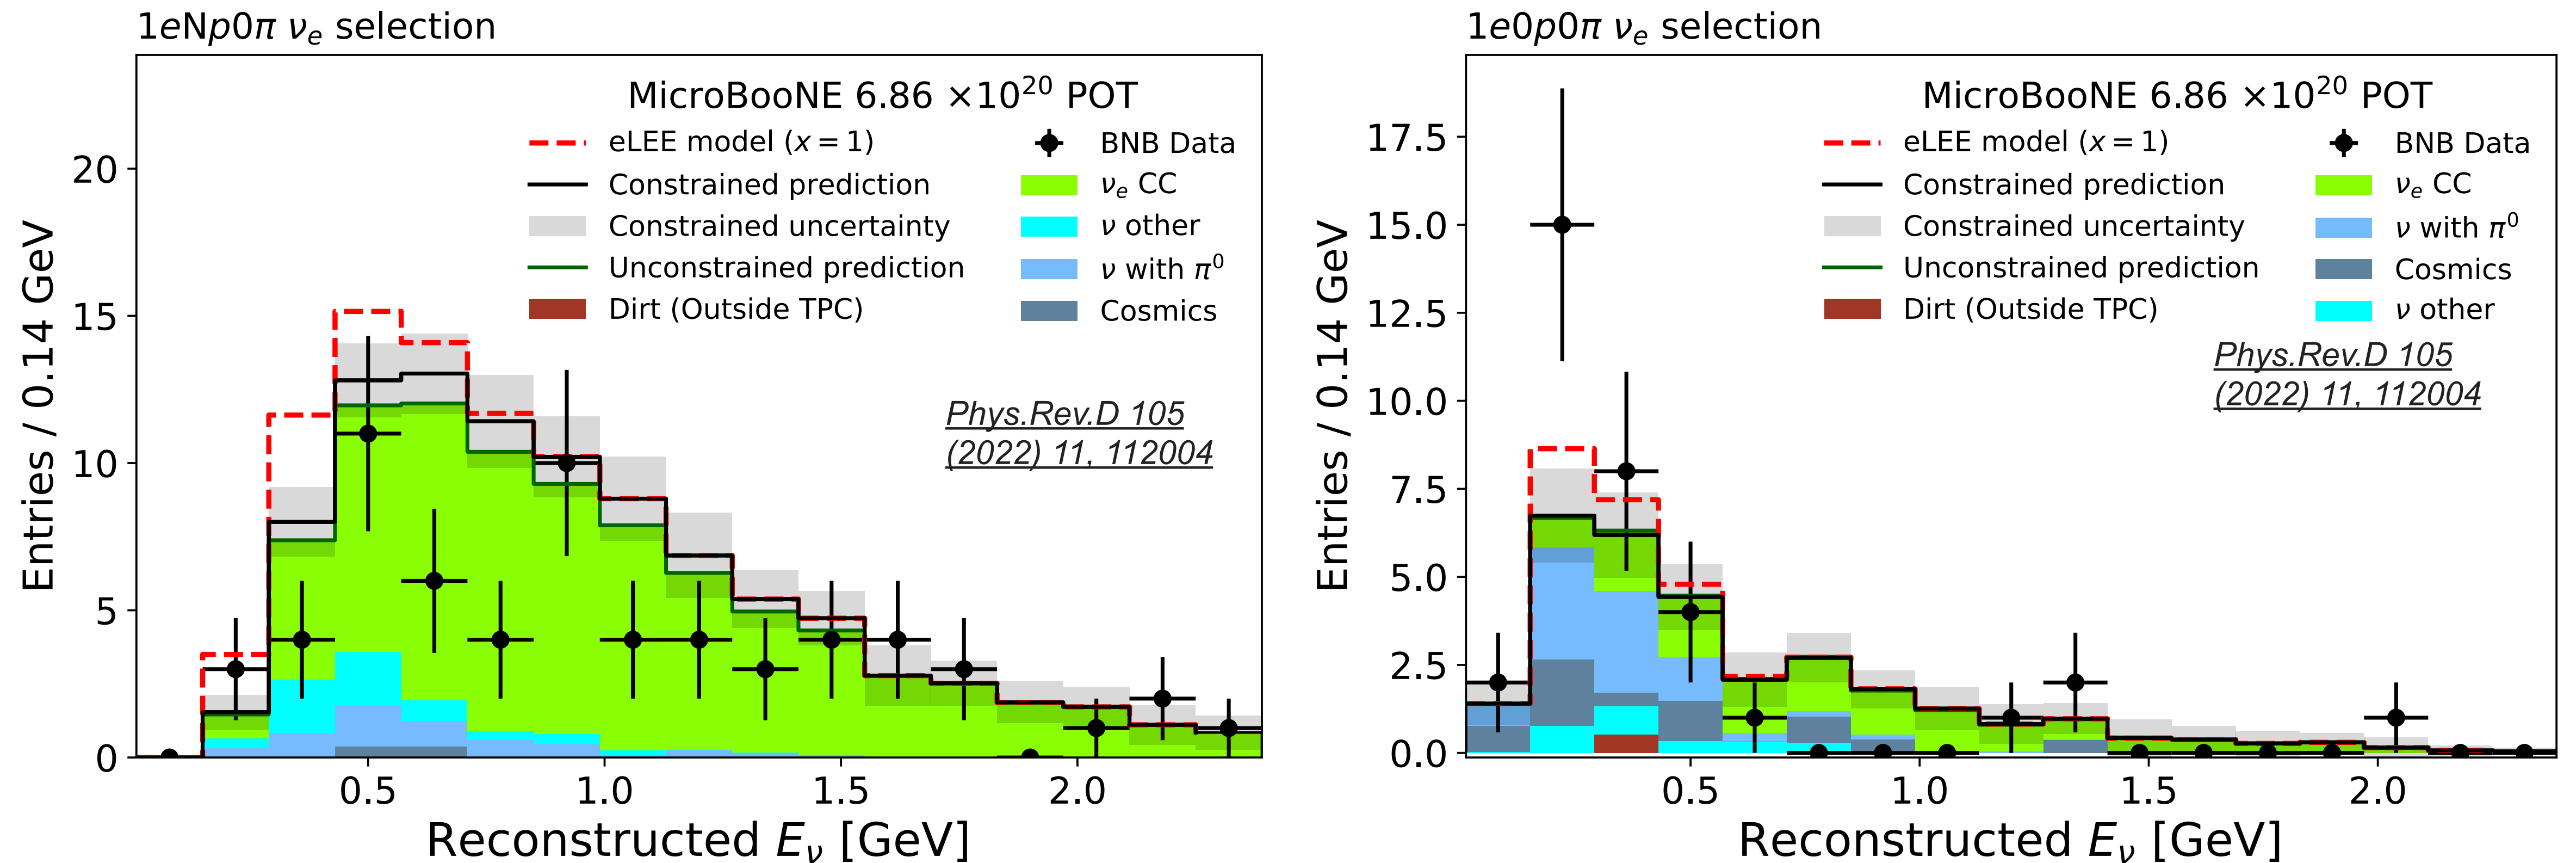 1eNp0π νₑ selection
MicroBooNE 6.86 ×10²⁰ POT
eLEE model (x = 1)
Constrained prediction
Constrained uncertainty
Unconstrained prediction
Dirt (Outside TPC)
BNB Data
νₑ CC
ν other
ν with π⁰
Cosmics
Phys.Rev.D 105
(2022) 11, 112004
Entries / 0.14 GeV
20
15
10
5
0
0.5 1.0 1.5 2.0
Reconstructed Eᵥ [GeV]
1e0p0π νₑ selection
MicroBooNE 6.86 ×10²⁰ POT
eLEE model (x = 1)
Constrained prediction
Constrained uncertainty
Unconstrained prediction
Dirt (Outside TPC)
BNB Data
νₑ CC
ν with π⁰
Cosmics
ν other
Phys.Rev.D 105
(2022) 11, 112004
Entries / 0.14 GeV
17.5
15.0
12.5
10.0
7.5
5.0
2.5
0.0
0.5 1.0 1.5 2.0
Reconstructed Eᵥ [GeV]